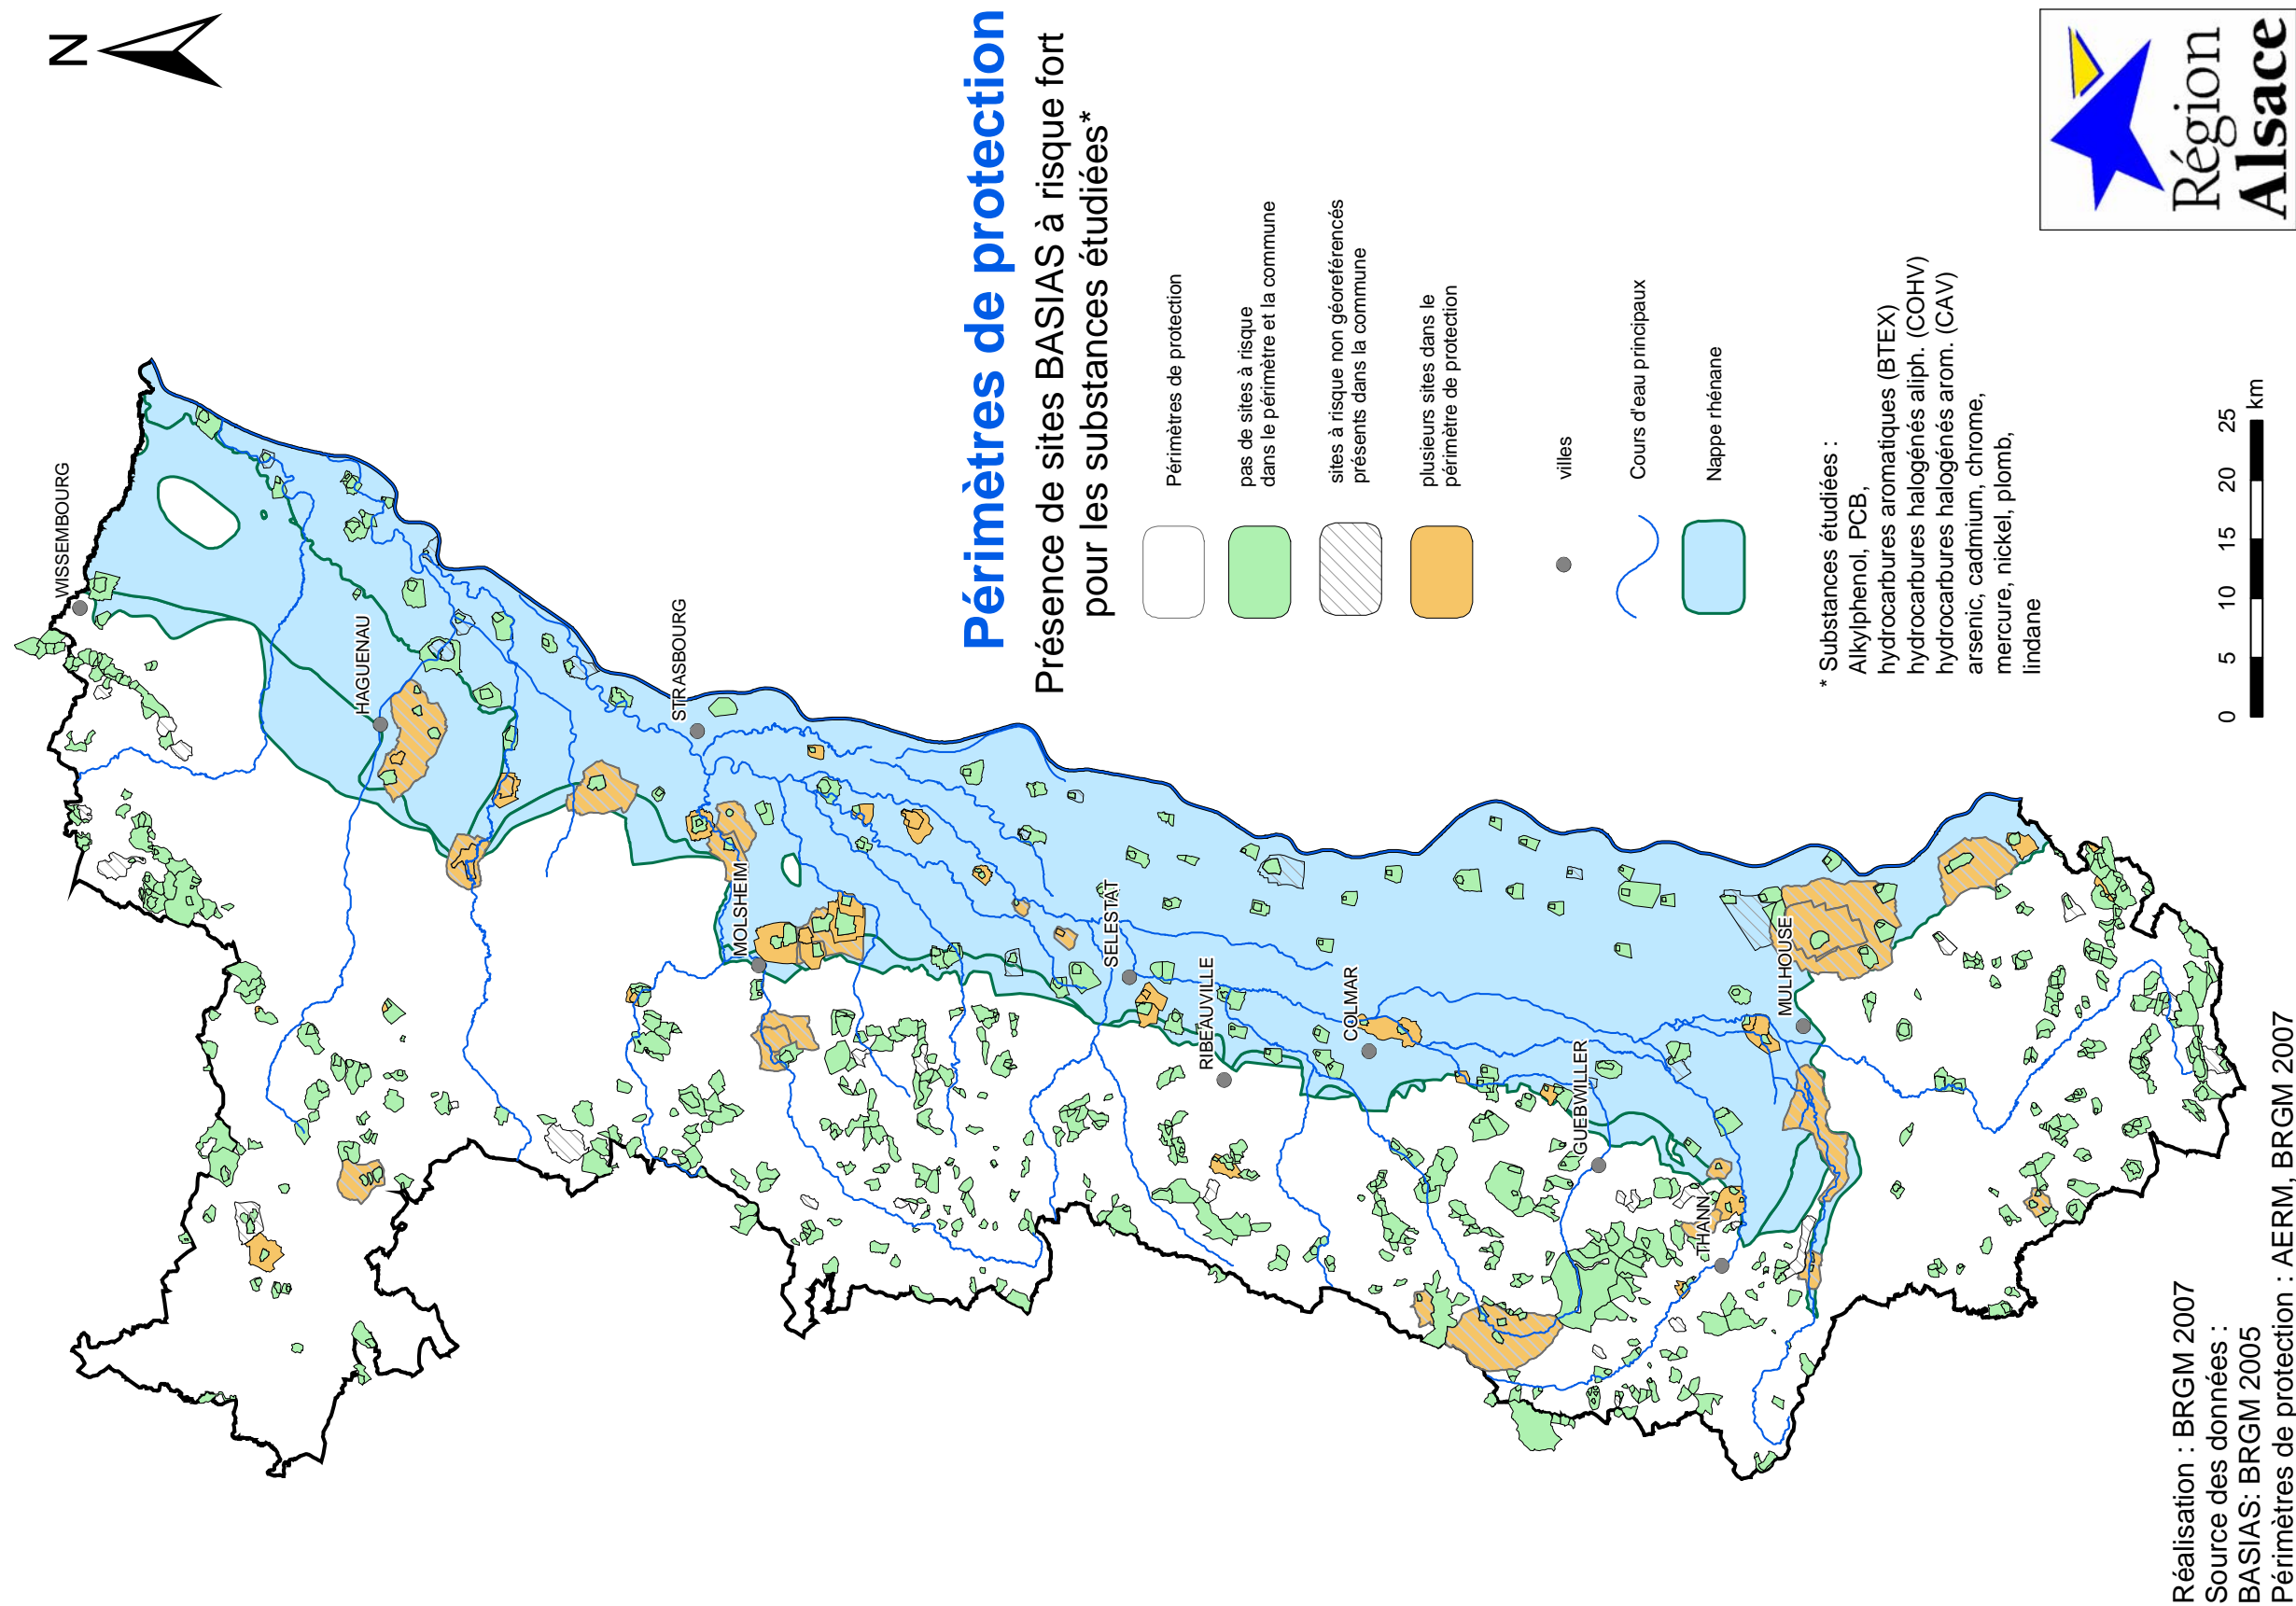 N
Périmètres de protection
Présence de sites BASIAS à risque fort
pour les substances étudiées*
Périmètres de protection
pas de sites à risque
dans le périmètre et la commune
sites à risque non géoreférencés
présents dans la commune
plusieurs sites dans le
périmètre de protection
villes
Cours d'eau principaux
Nappe rhénane
* Substances étudiées :
Alkylphenol, PCB,
hydrocarbures aromatiques (BTEX)
hydrocarbures halogénés aliph. (COHV)
hydrocarbures halogénés arom. (CAV)
arsenic, cadmium, chrome,
mercure, nickel, plomb,
lindane
0 5 10 15 20 25
km
WISSEMBOURG
HAGUENAU
STRASBOURG
MOLSHEIM
SELESTAT
RIBEAUVILLE
COLMAR
GUEBWILLER
MULHOUSE
THANN
Réalisation : BRGM 2007
Source des données :
BASIAS: BRGM 2005
Périmètres de protection : AERM, BRGM 2007
Région
Alsace